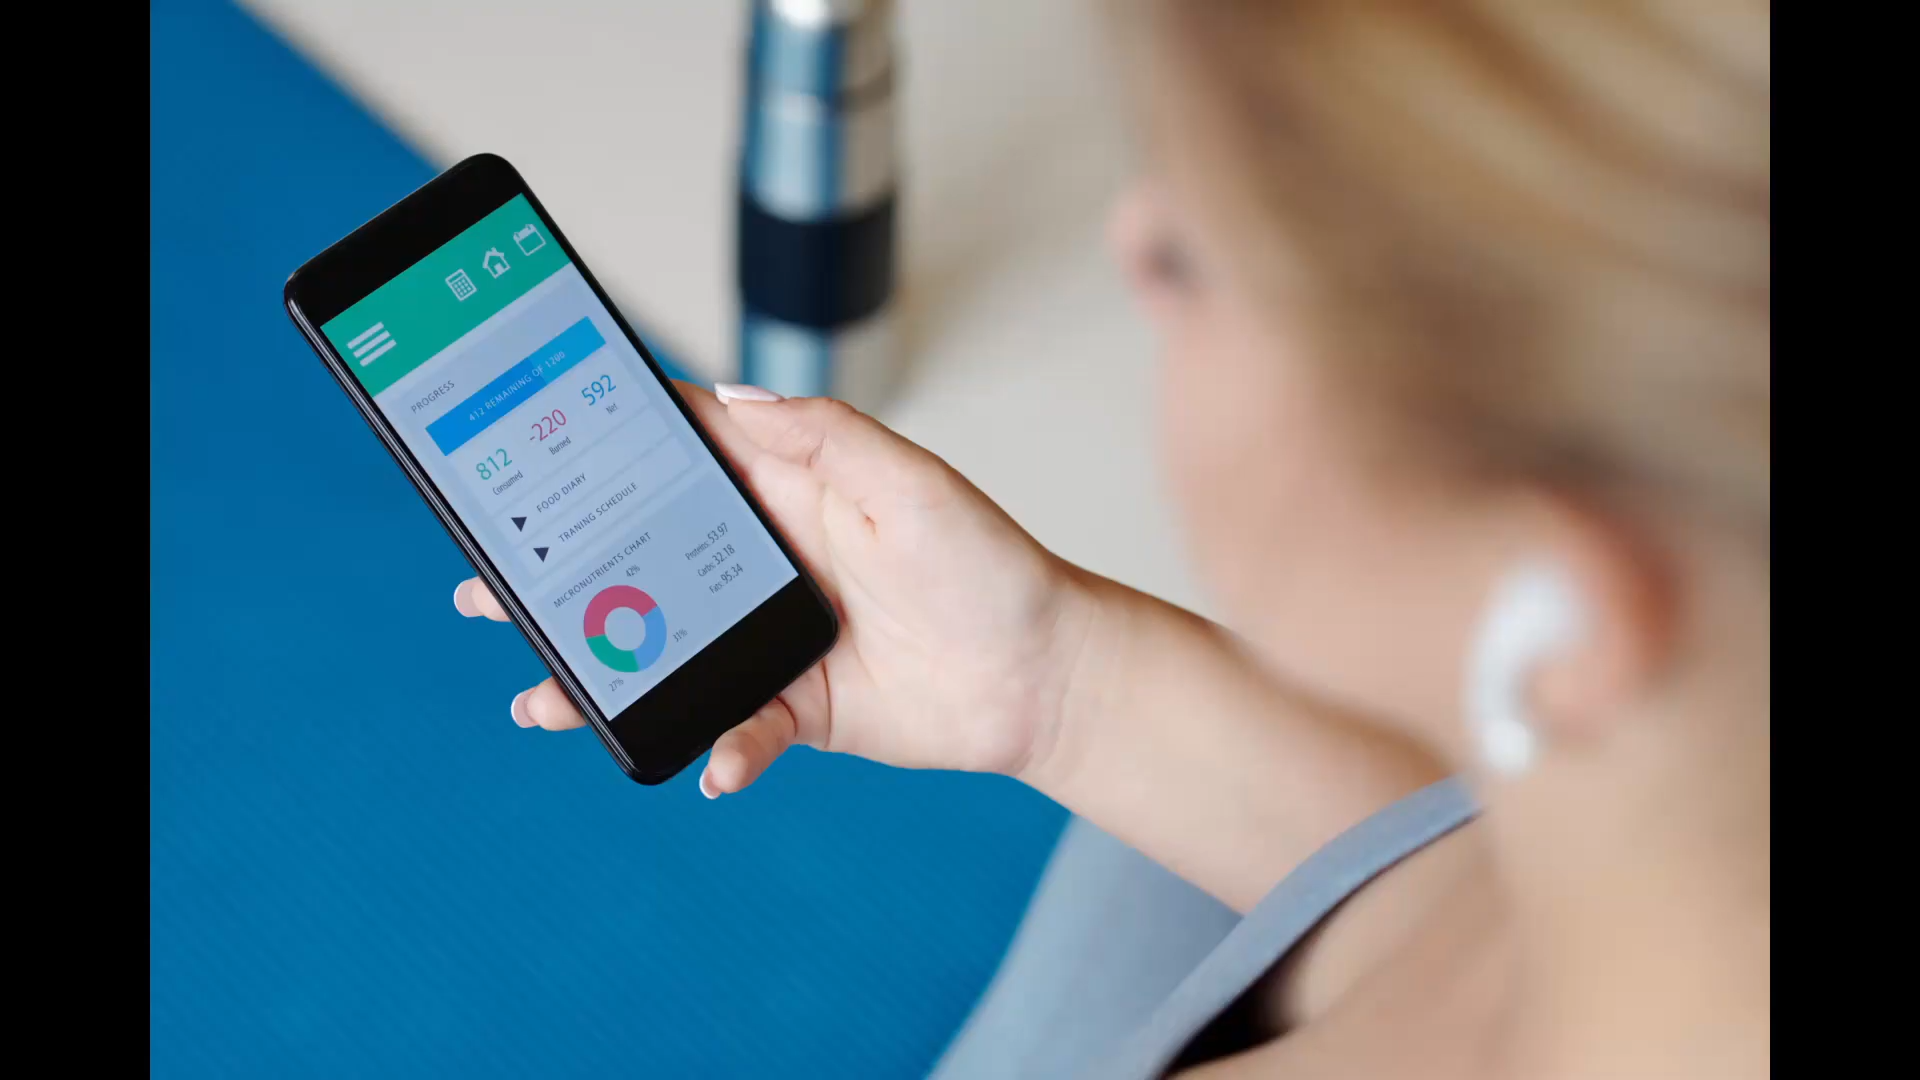 PROGRESS
412 REMAINING OF 1200
812 -220 592
Consumed Burned Net
FOOD DIARY
TRANING SCHEDULE
MICRONUTRIENTS CHART
42%
31%
27%
Proteins: 53.97
Carbs: 32.18
Fats: 95.34